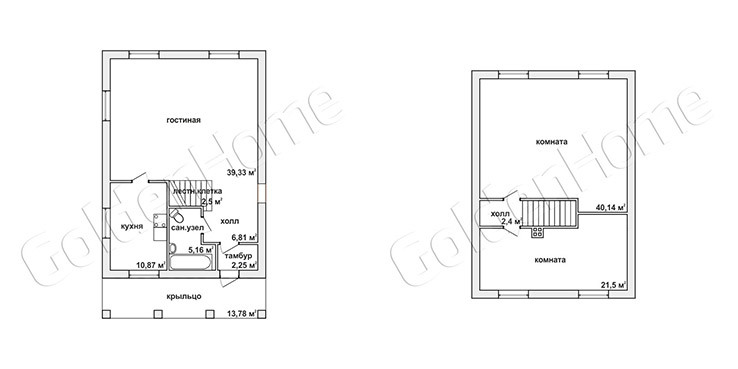 гостиная
39,33 м²
лестн.клетка
2,5 м²
кухня
сан.узел
холл
6,81 м²
5,16 м²
тамбур
10,87 м²
2,25 м²
крыльцо
13,78 м²
GoldenHome
комната
40,14 м²
холл
2,4 м²
комната
21,5 м²
GoldenHome